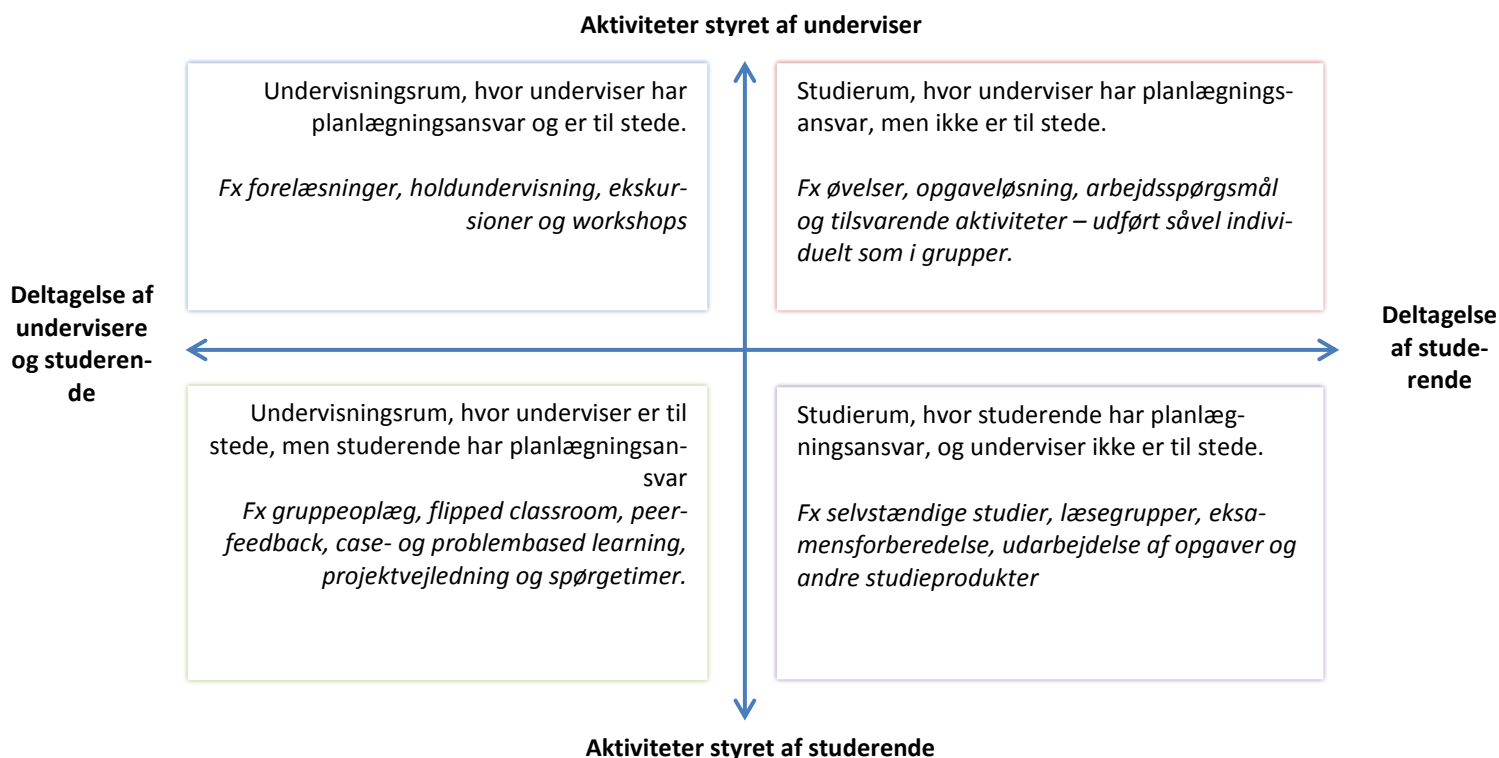 Aktiviteter styret af underviser
Undervisningsrum, hvor underviser har
planlægningsansvar og er til stede.
Fx forelæsninger, holdundervisning, ekskur-
sioner og workshops
Studierum, hvor underviser har planlægnings-
ansvar, men ikke er til stede.
Fx øvelser, opgaveløsning, arbejdsspørgsmål
og tilsvarende aktiviteter – udført såvel indivi-
duelt som i grupper.
Deltagelse af
undervisere
og studeren-
de
Deltagelse
af stude-
rende
Undervisningsrum, hvor underviser er til
stede, men studerende har planlægningsan-
svar
Fx gruppeoplæg, flipped classroom, peer-
feedback, case- og problembased learning,
projektvejledning og spørgetimer.
Studierum, hvor studerende har planlæg-
ningsansvar, og underviser ikke er til stede.
Fx selvstændige studier, læsegrupper, eksa-
mensforberedelse, udarbejdelse af opgaver og
andre studieprodukter
Aktiviteter styret af studerende